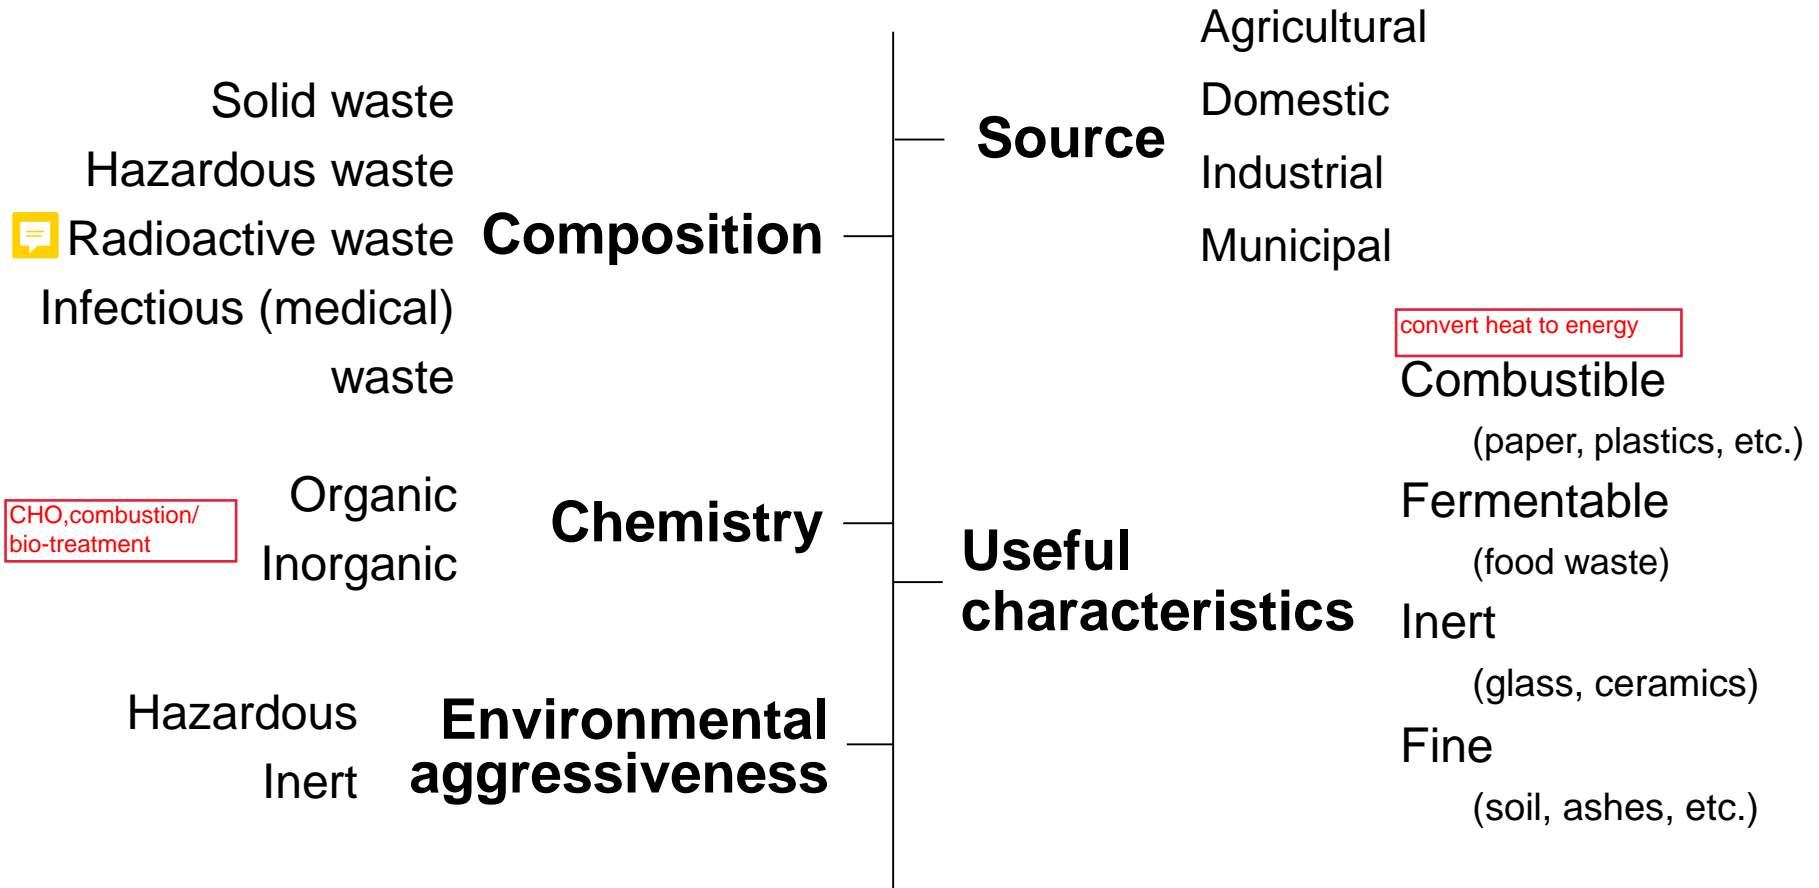 Solid waste
Hazardous waste
Radioactive waste
Infectious (medical)
waste
Composition
CHO,combustion/
bio-treatment
Organic
Inorganic
Chemistry
Hazardous
Inert
Environmental
aggressiveness
Source
Agricultural
Domestic
Industrial
Municipal
Useful
characteristics
convert heat to energy
Combustible
(paper, plastics, etc.)
Fermentable
(food waste)
Inert
(glass, ceramics)
Fine
(soil, ashes, etc.)